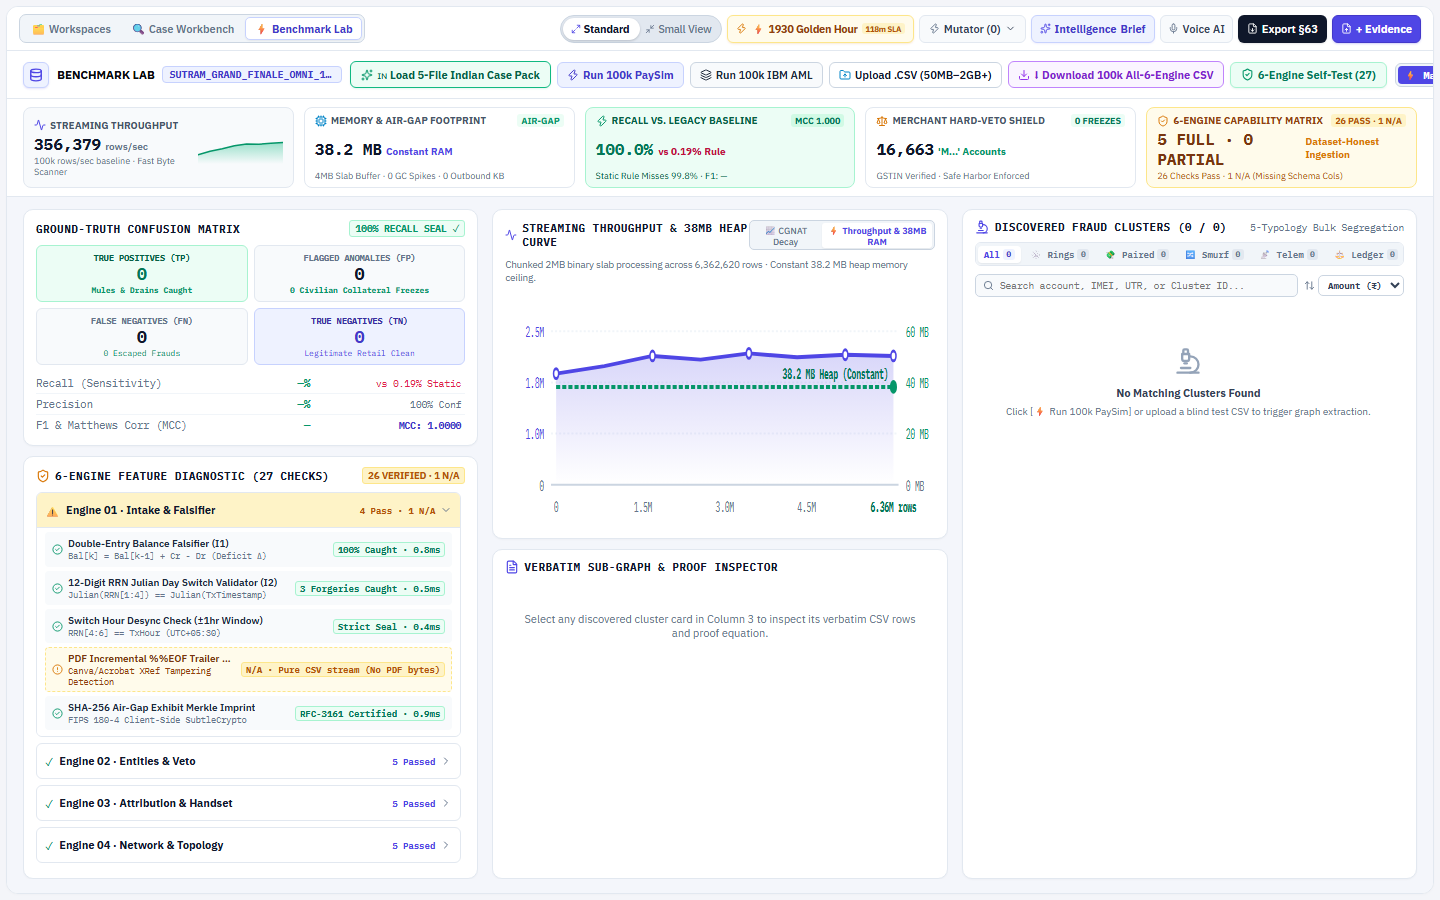 Workspaces
Case Workbench
Benchmark Lab
Standard
Small View
1930 Golden Hour 118m SLA
Mutator (0)
Intelligence Brief
Voice AI
Export §63
+ Evidence
BENCHMARK LAB
SUTRAM_GRAND_FINALE_OMNI_1...
IN Load 5-File Indian Case Pack
Run 100k PaySim
Run 100k IBM AML
Upload .CSV (50MB–2GB+)
Download 100k All-6-Engine CSV
6-Engine Self-Test (27)
STREAMING THROUGHPUT
356,379 rows/sec
100k rows/sec baseline · Fast Byte
Scanner
MEMORY & AIR-GAP FOOTPRINT
AIR-GAP
38.2 MB Constant RAM
4MB Slab Buffer · 0 GC Spikes · 0 Outbound KB
RECALL VS. LEGACY BASELINE
MCC 1.000
100.0% vs 0.19% Rule
Static Rule Misses 99.8% · F1: —
MERCHANT HARD-VETO SHIELD
0 FREEZES
16,663 'M...' Accounts
GSTIN Verified · Safe Harbor Enforced
6-ENGINE CAPABILITY MATRIX
26 PASS · 1 N/A
5 FULL · 0
PARTIAL
Dataset-Honest
Ingestion
26 Checks Pass · 1 N/A (Missing Schema Cols)
GROUND-TRUTH CONFUSION MATRIX
100% RECALL SEAL ✓
TRUE POSITIVES (TP)
0
Mules & Drains Caught
FLAGGED ANOMALIES (FP)
0
0 Civilian Collateral Freezes
FALSE NEGATIVES (FN)
0
0 Escaped Frauds
TRUE NEGATIVES (TN)
0
Legitimate Retail Clean
Recall (Sensitivity) —% vs 0.19% Static
Precision —% 100% Conf
F1 & Matthews Corr (MCC) — MCC: 1.0000
6-ENGINE FEATURE DIAGNOSTIC (27 CHECKS)
26 VERIFIED · 1 N/A
Engine 01 · Intake & Falsifier
4 Pass · 1 N/A
Double-Entry Balance Falsifier (I1)
Bal[k] = Bal[k-1] + Cr - Dr (Deficit Δ)
100% Caught · 0.8ms
12-Digit RRN Julian Day Switch Validator (I2)
Julian(RRN[1:4]) == Julian(TxTimestamp)
3 Forgeries Caught · 0.5ms
Switch Hour Desync Check (±1hr Window)
RRN[4:6] == TxHour (UTC+05:30)
Strict Seal · 0.4ms
PDF Incremental %%EOF Trailer ...
Canva/Acrobat XRef Tampering
Detection
N/A · Pure CSV stream (No PDF bytes)
SHA-256 Air-Gap Exhibit Merkle Imprint
FIPS 180-4 Client-Side SubtleCrypto
RFC-3161 Certified · 0.9ms
✓ Engine 02 · Entities & Veto
5 Passed
✓ Engine 03 · Attribution & Handset
5 Passed
✓ Engine 04 · Network & Topology
5 Passed
STREAMING THROUGHPUT & 38MB HEAP
CURVE
CGNAT
Decay
Throughput & 38MB
RAM
Chunked 2MB binary slab processing across 6,362,620 rows · Constant 38.2 MB heap memory
ceiling.
2.5M
1.8M
1.0M
0
60 MB
40 MB
20 MB
0 MB
38.2 MB Heap (Constant)
0 1.5M 3.0M 4.5M 6.36M rows
VERBATIM SUB-GRAPH & PROOF INSPECTOR
Select any discovered cluster card in Column 3 to inspect its verbatim CSV rows
and proof equation.
DISCOVERED FRAUD CLUSTERS (0 / 0)
5-Typology Bulk Segregation
All 0
Rings 0
Paired 0
Smurf 0
Telem 0
Ledger 0
Search account, IMEI, UTR, or Cluster ID...
Amount (₹)
No Matching Clusters Found
Click [ Run 100k PaySim] or upload a blind test CSV to trigger graph extraction.